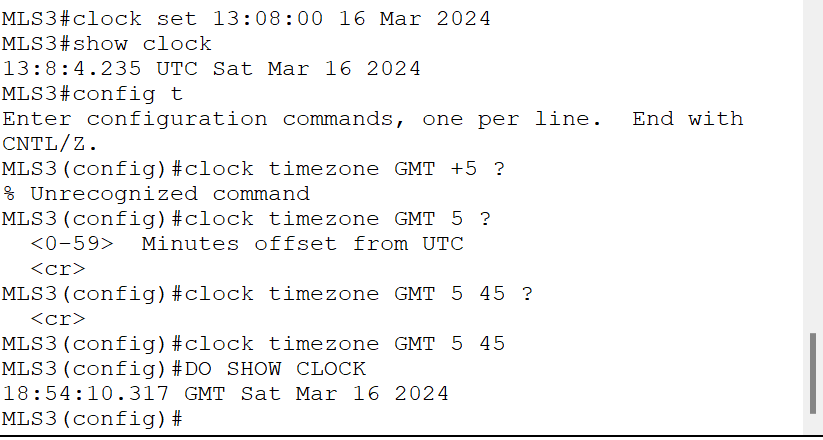 MLS3#clock set 13:08:00 16 Mar 2024
MLS3#show clock
13:8:4.235 UTC Sat Mar 16 2024
MLS3#config t
Enter configuration commands, one per line.  End with
CNTL/Z.
MLS3(config)#clock timezone GMT +5 ?
% Unrecognized command
MLS3(config)#clock timezone GMT 5 ?
  <0-59>  Minutes offset from UTC
  <cr>
MLS3(config)#clock timezone GMT 5 45 ?
  <cr>
MLS3(config)#clock timezone GMT 5 45
MLS3(config)#DO SHOW CLOCK
18:54:10.317 GMT Sat Mar 16 2024
MLS3(config)#